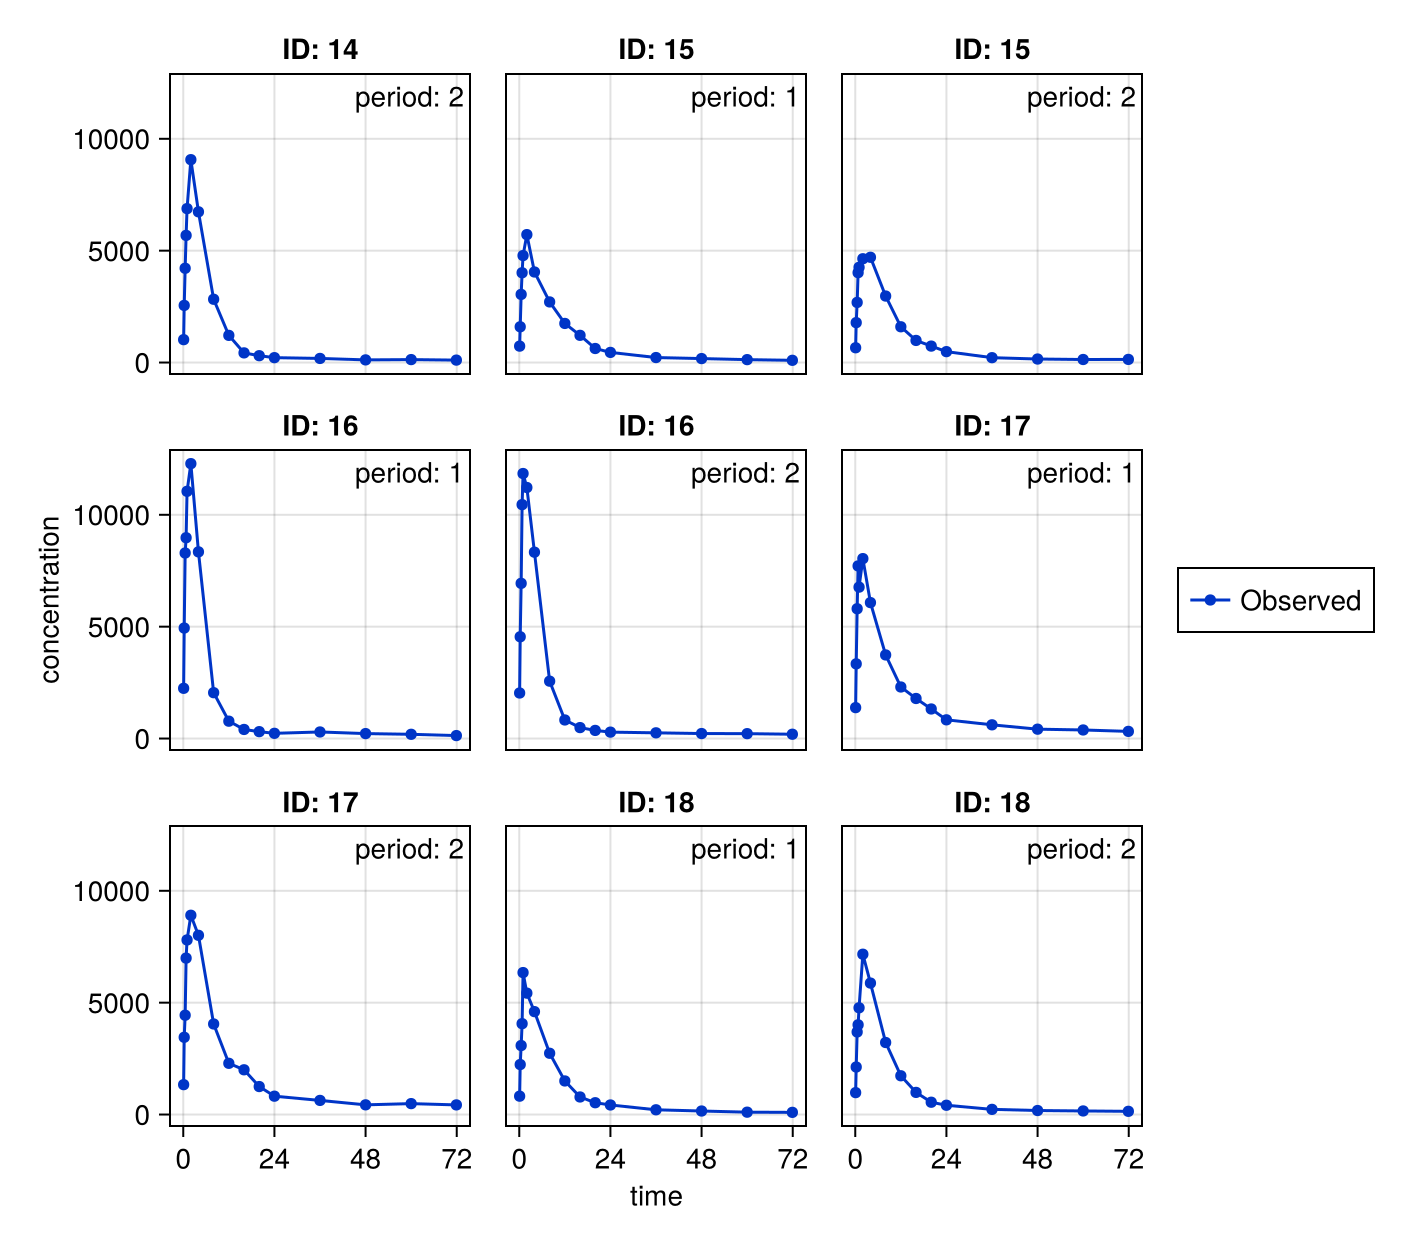 ID: 14
ID: 15
ID: 15
period: 2
period: 1
period: 2
10000
5000
0
ID: 16
ID: 16
ID: 17
period: 1
period: 2
period: 1
10000
5000
0
concentration
Observed
ID: 17
ID: 18
ID: 18
period: 2
period: 1
period: 2
10000
5000
0
0 24 48 72
0 24 48 72
0 24 48 72
time